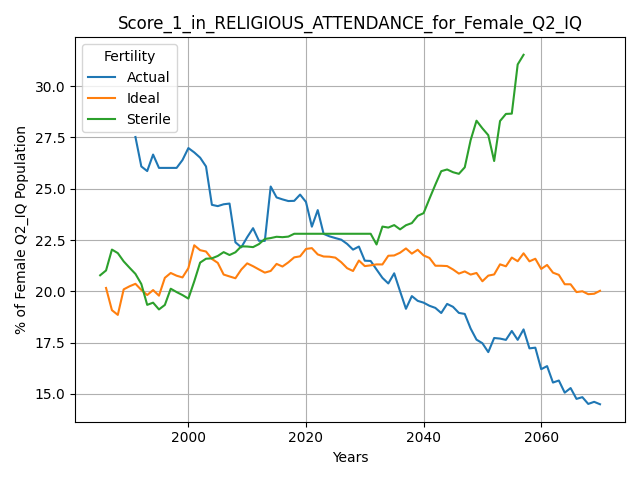 Score_1_in_RELIGIOUS_ATTENDANCE_for_Female_Q2_IQ
Fertility
Actual
Ideal
Sterile
% of Female Q2_IQ Population
30.0
27.5
25.0
22.5
20.0
17.5
15.0
2000
2020
2040
2060
Years